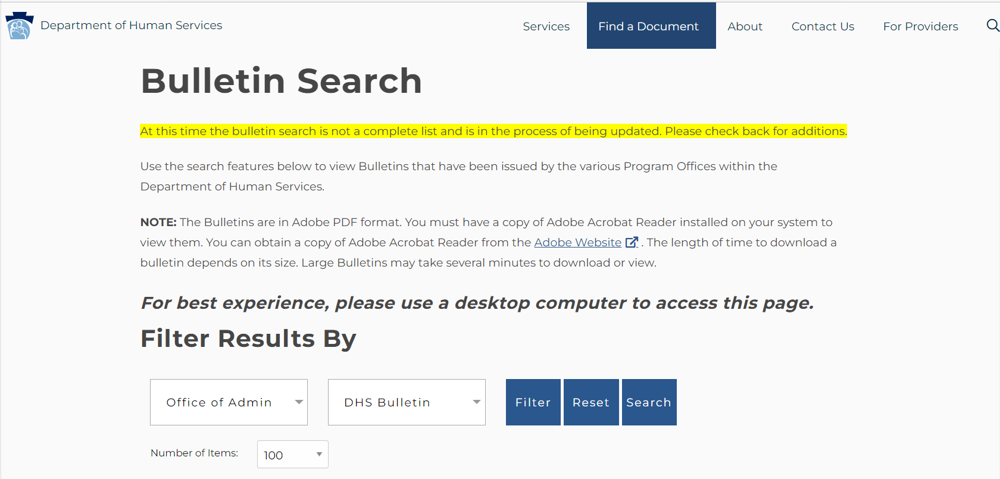 Department of Human Services
Services
Find a Document
About
Contact Us
For Providers
Bulletin Search
At this time the bulletin search is not a complete list and is in the process of being updated. Please check back for additions.
Use the search features below to view Bulletins that have been issued by the various Program Offices within the
Department of Human Services.
NOTE: The Bulletins are in Adobe PDF format. You must have a copy of Adobe Acrobat Reader installed on your system to
view them. You can obtain a copy of Adobe Acrobat Reader from the Adobe Website . The length of time to download a
bulletin depends on its size. Large Bulletins may take several minutes to download or view.
For best experience, please use a desktop computer to access this page.
Filter Results By
Office of Admin
DHS Bulletin
Filter
Reset
Search
Number of Items:
100